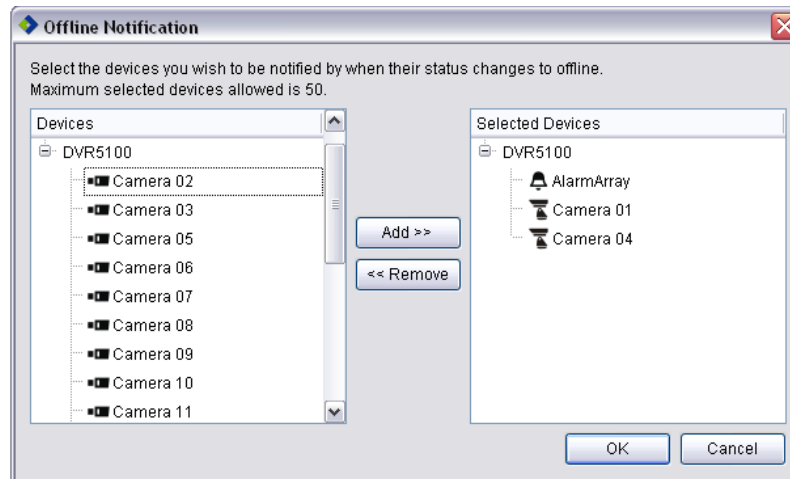 Offline Notification
Select the devices you wish to be notified by when their status changes to offline.
Maximum selected devices allowed is 50.
Devices
DVR5100
Camera 02
Camera 03
Camera 05
Camera 06
Camera 07
Camera 08
Camera 09
Camera 10
Camera 11
Add >>
<< Remove
Selected Devices
DVR5100
AlarmArray
Camera 01
Camera 04
OK
Cancel